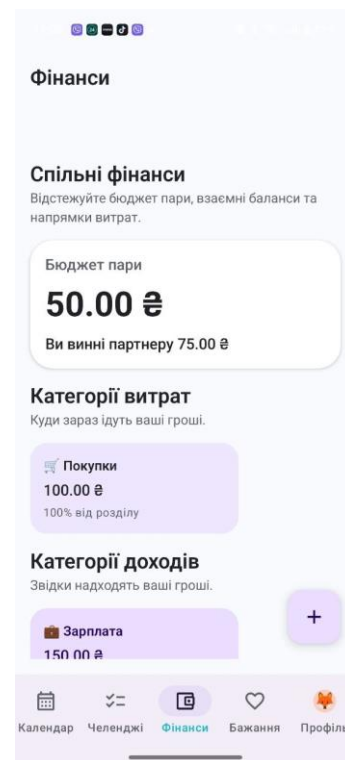 Фінанси
Спільні фінанси
Відстежуйте бюджет пари, взаємні баланси та
напрямки витрат.
Бюджет пари
50.00 ₴
Ви винні партнеру 75.00 ₴
Категорії витрат
Куди зараз ідуть ваші гроші.
🛒 Покупки
100.00 ₴
100% від розділу
Категорії доходів
Звідки надходять ваші гроші.
+
💼 Зарплата
150.00 ₴
Календар Челенджі Фінанси Бажання Профіль